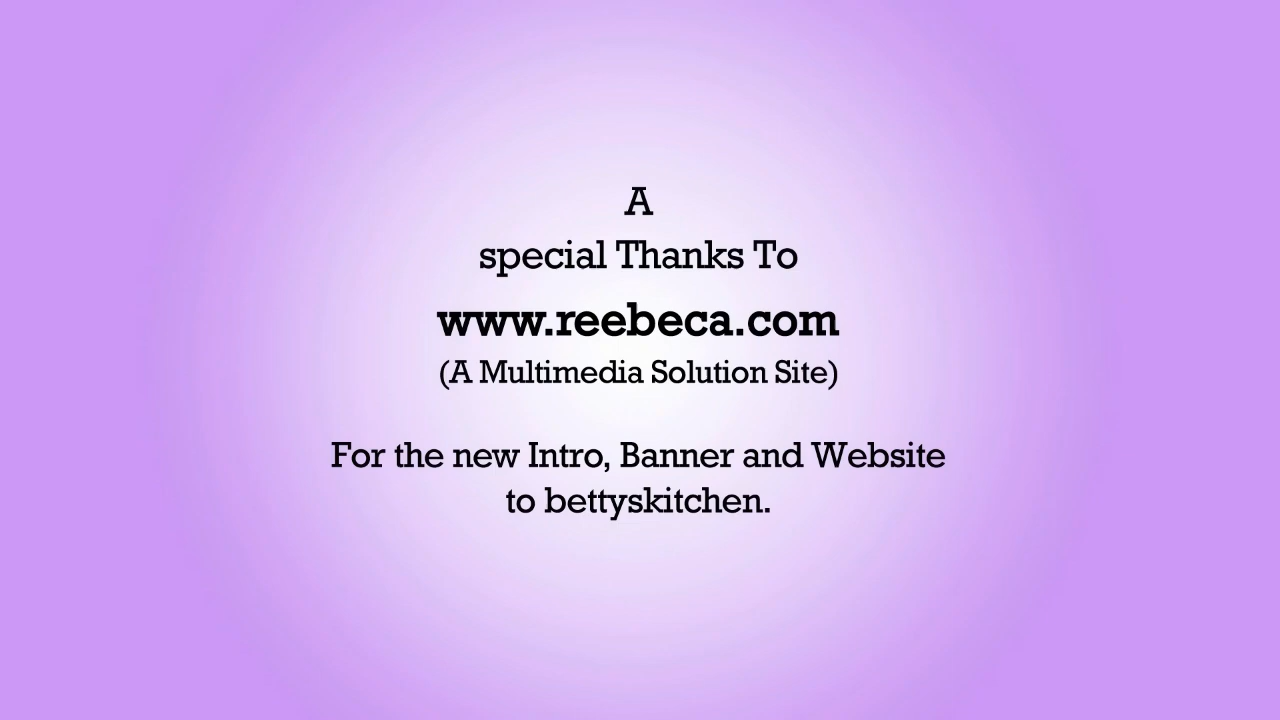 A
special Thanks To
www.reebeca.com
(A Multimedia Solution Site)
For the new Intro, Banner and Website
to bettyskitchen.